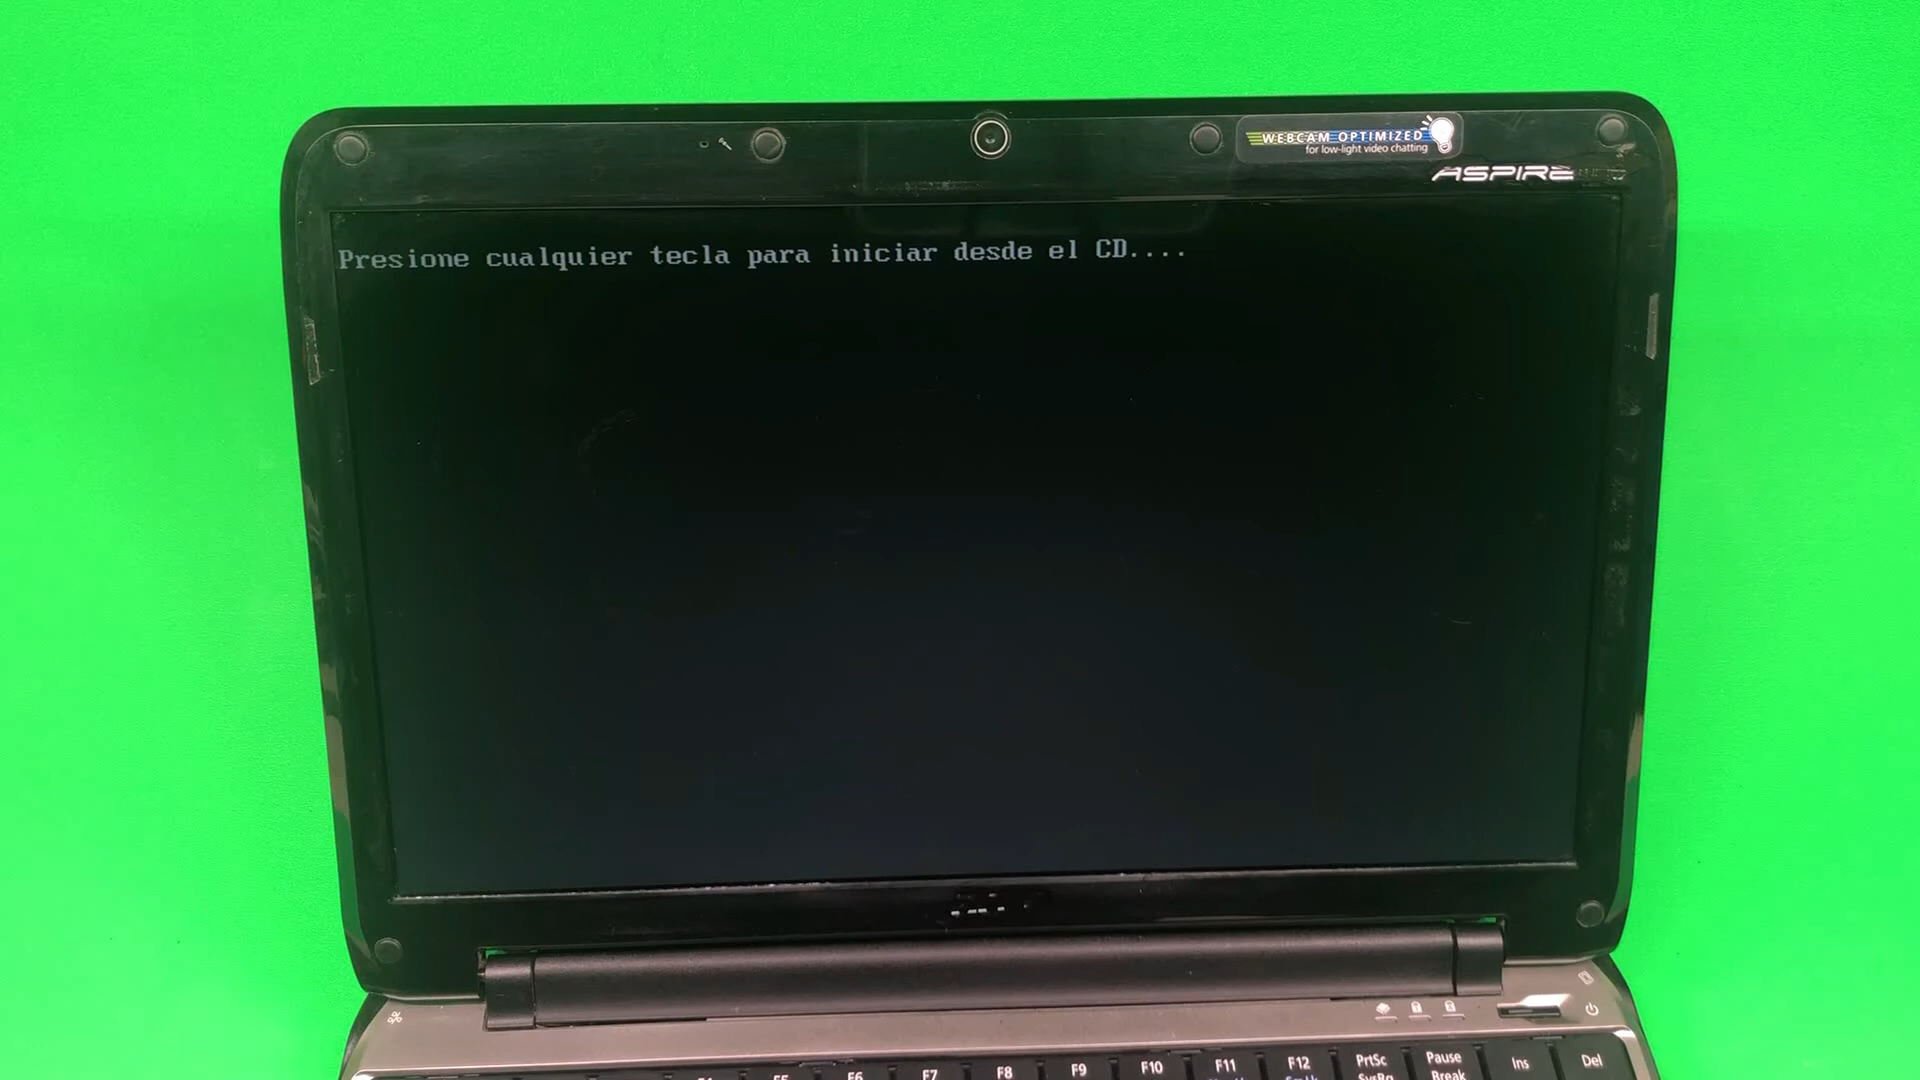 WEBCAM OPTIMIZED
for low-light video chatting
ASPIRE
Presione cualquier tecla para iniciar desde el CD....
F6 F7 F8 F9 F10 F11 F12 PrtSc Pause Ins Del
Break